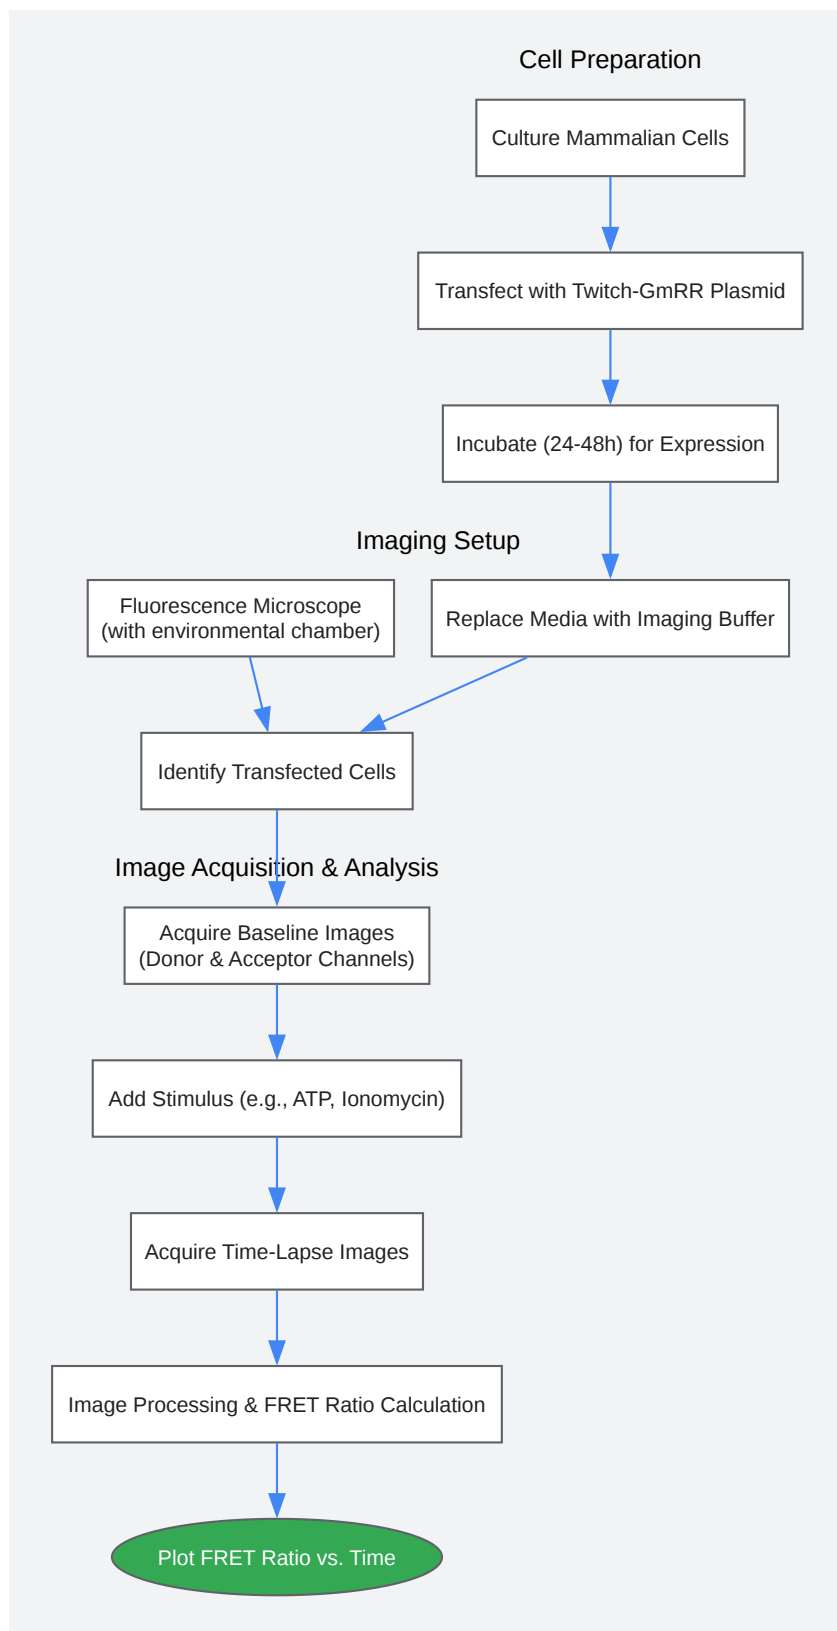 Cell Preparation
Culture Mammalian Cells
Transfect with Twitch-GmRR Plasmid
Incubate (24-48h) for Expression
Imaging Setup
Fluorescence Microscope
(with environmental chamber)
Replace Media with Imaging Buffer
Identify Transfected Cells
Image Acquisition & Analysis
Acquire Baseline Images
(Donor & Acceptor Channels)
Add Stimulus (e.g., ATP, Ionomycin)
Acquire Time-Lapse Images
Image Processing & FRET Ratio Calculation
Plot FRET Ratio vs. Time